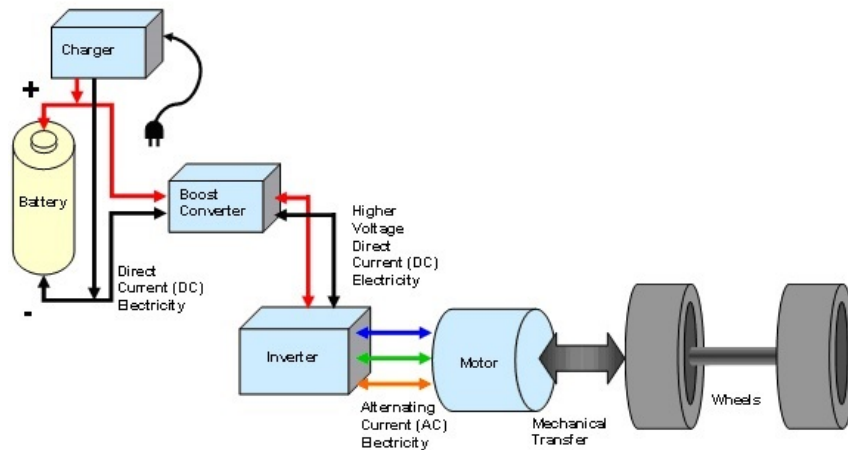 Charger
+
Battery
-
Boost
Converter
Direct
Current (DC)
Electricity
Higher
Voltage
Direct
Current (DC)
Electricity
Inverter
Motor
Wheels
Alternating
Current (AC)
Electricity
Mechanical
Transfer